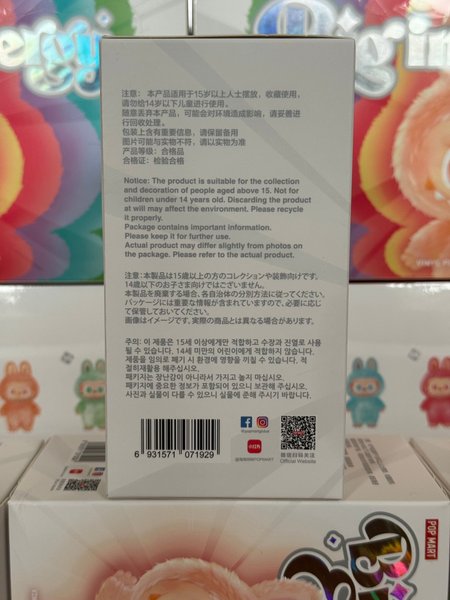 注意：本产品适用于15岁以上人士摆放，收藏使用，
请勿给14岁以下儿童进行使用。
随意丢弃本产品，可能会对环境造成影响，请妥善进
行回收处理。
包装上含有重要信息，请保留备用
图片可能与实物不符，请以实物为准
产品等级：合格品
合格证：检验合格
Notice: The product is suitable for the collection
and decoration of people aged above 15. Not for
children under 14 years old. Discarding the product
at will may affect the environment. Please recycle
it properly.
Package contains important information.
Please keep it for further use.
Actual product may differ slightly from photos on
the package. Please refer to the actual product.
注意:本製品は15歳以上の方のコレクションや装飾向けです。
14歳以下のお子さま向けではございません。
本製品を廃棄する場合、各自治体の分別方法に従ってください。
パッケージには重要な情報が含まれていますので、必要に応じ
て保管しておいてください。
画像はイメージです、実際の商品とは異なる場合があります。
주의: 이 제품은 15세 이상에게만 적합하고 수장과 진열로 사용
될 수 있습니다. 14세 미만의 어린이에게 적합하지 않습니다.
제품을 임의로 폐기 시 환경에 영향을 끼칠 수 있습니다. 적
절히재활용 해주십시오.
패키지는 장난감이 아니라서 가지고 놀지 마십시오.
패키지에 중요한 정보가 포함되어 있으니 보관해 주십시오.
사진과 실물이 다를 수 있으니 실물에 준해 주시기 바랍니다.
6 931571 071929
小红书
Official Website
POP MART